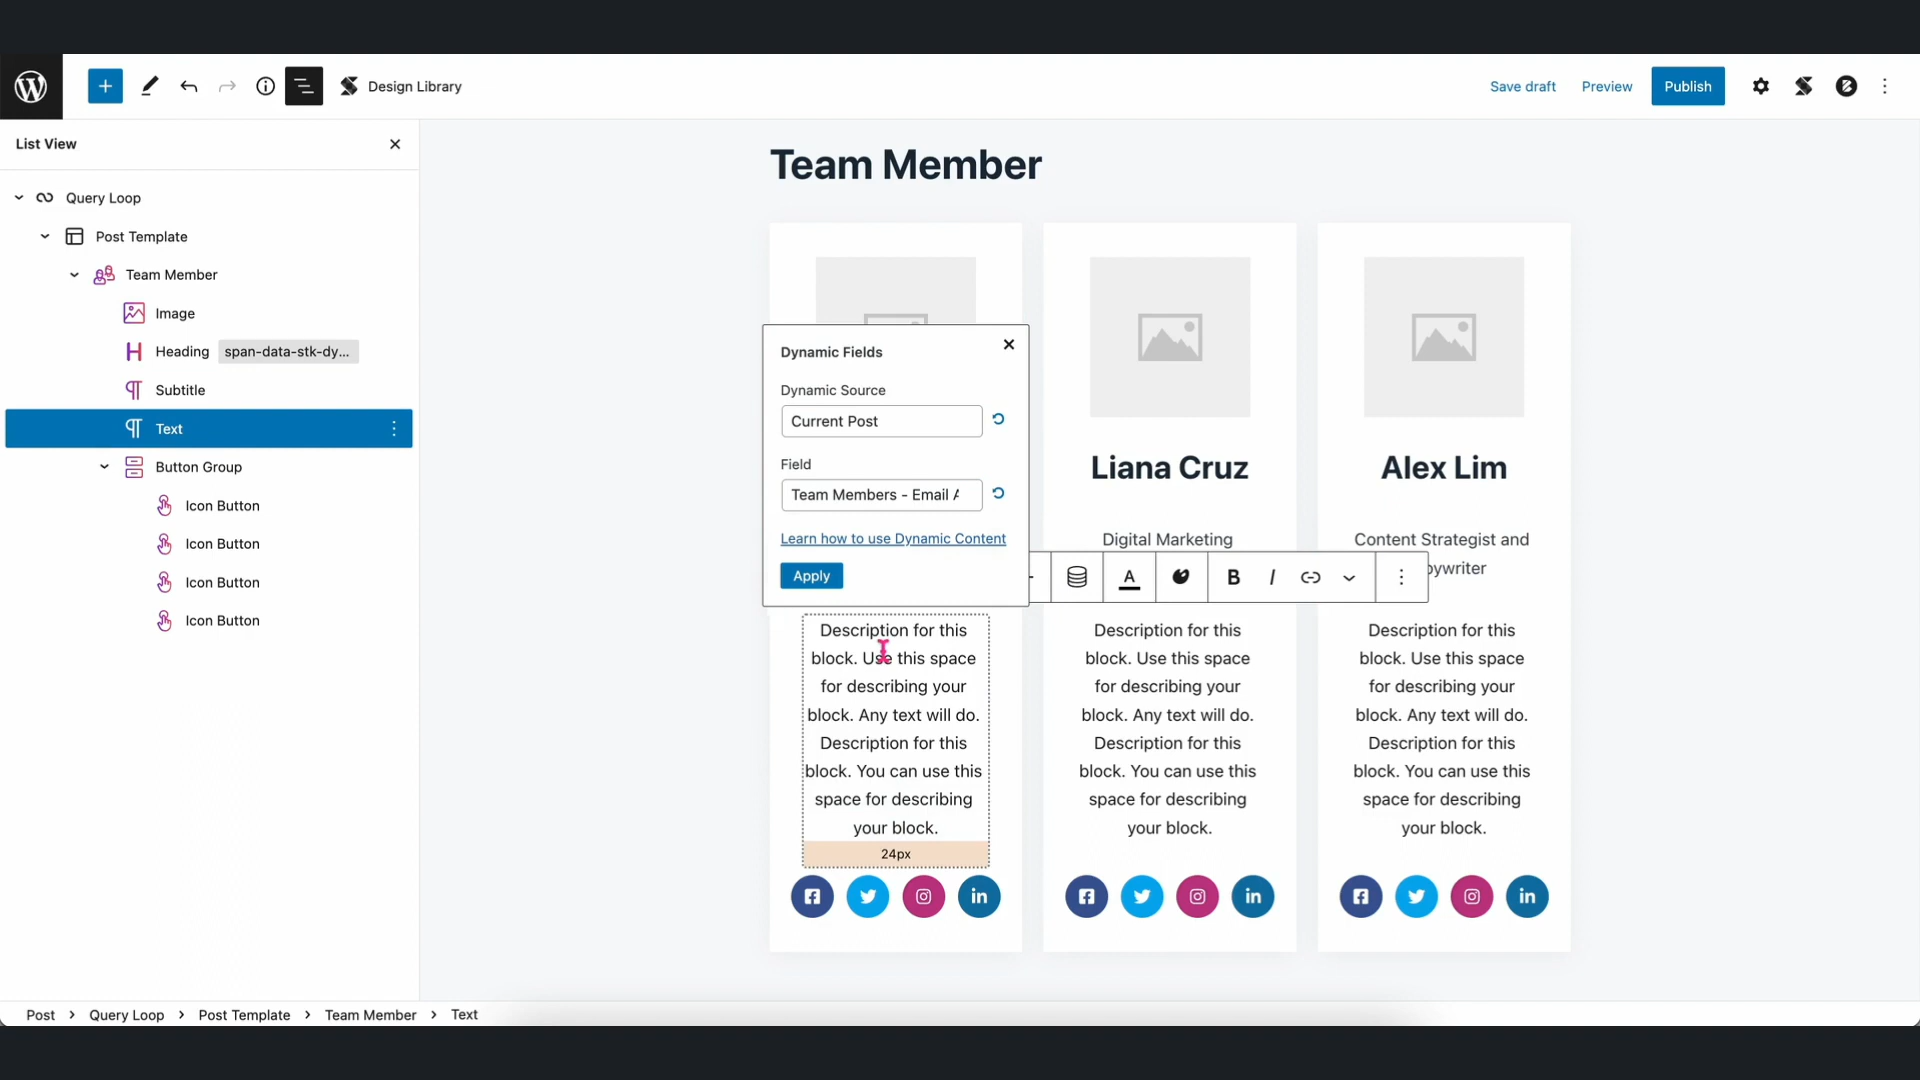 Design Library
Save draft
Preview
Publish
List View
Query Loop
Post Template
Team Member
Image
Heading
span-data-stk-dy...
Subtitle
Text
Button Group
Icon Button
Icon Button
Icon Button
Icon Button
Team Member
Dynamic Fields
Dynamic Source
Current Post
Field
Team Members - Email
Learn how to use Dynamic Content
Apply
Description for this
block. Use this space
for describing your
block. Any text will do.
Description for this
block. You can use this
space for describing
your block.
24px
Liana Cruz
Digital Marketing
A
B
I
Description for this
block. Use this space
for describing your
block. Any text will do.
Description for this
block. You can use this
space for describing
your block.
Alex Lim
Content Strategist and
Description for this
block. Use this space
for describing your
block. Any text will do.
Description for this
block. You can use this
space for describing
your block.
Post > Query Loop > Post Template > Team Member > Text